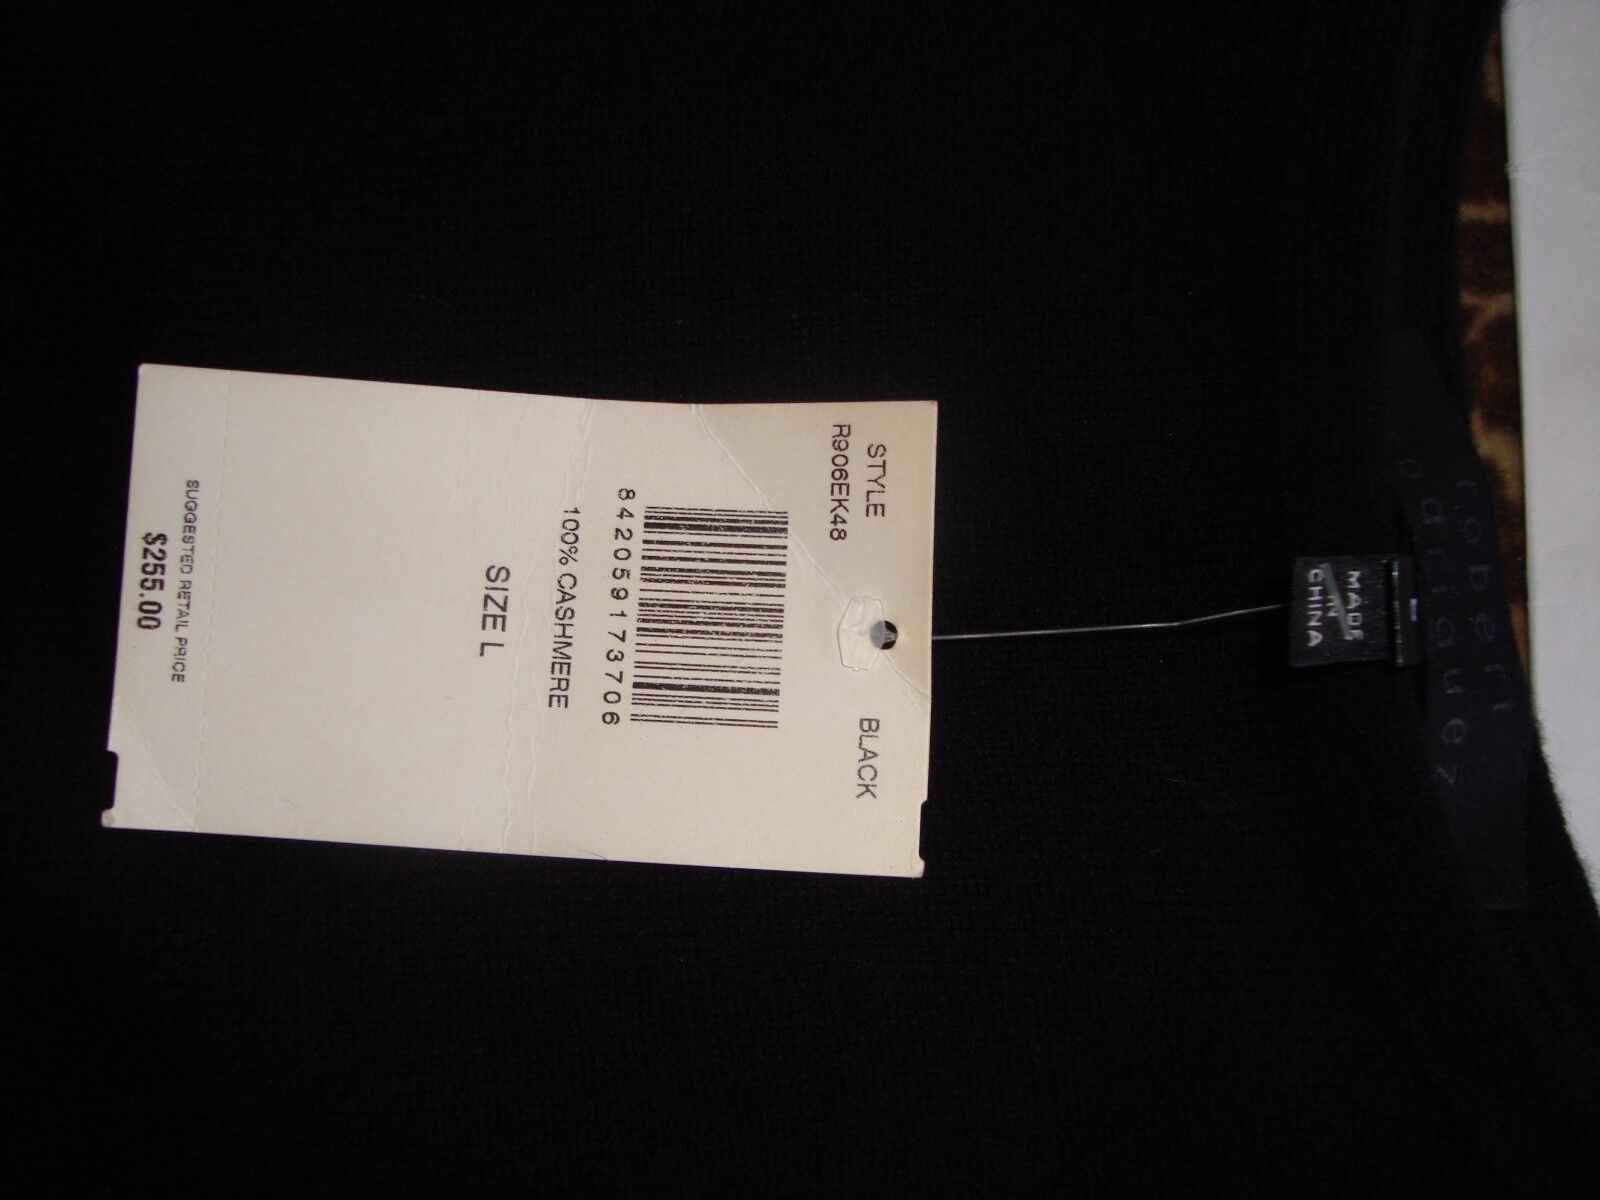 STYLE BLACK
R906EK48
842059173706
100% CASHMERE
SIZE L
SUGGESTED RETAIL PRICE
$255.00
robert
rodriguez
L
MADE
IN
CHINA